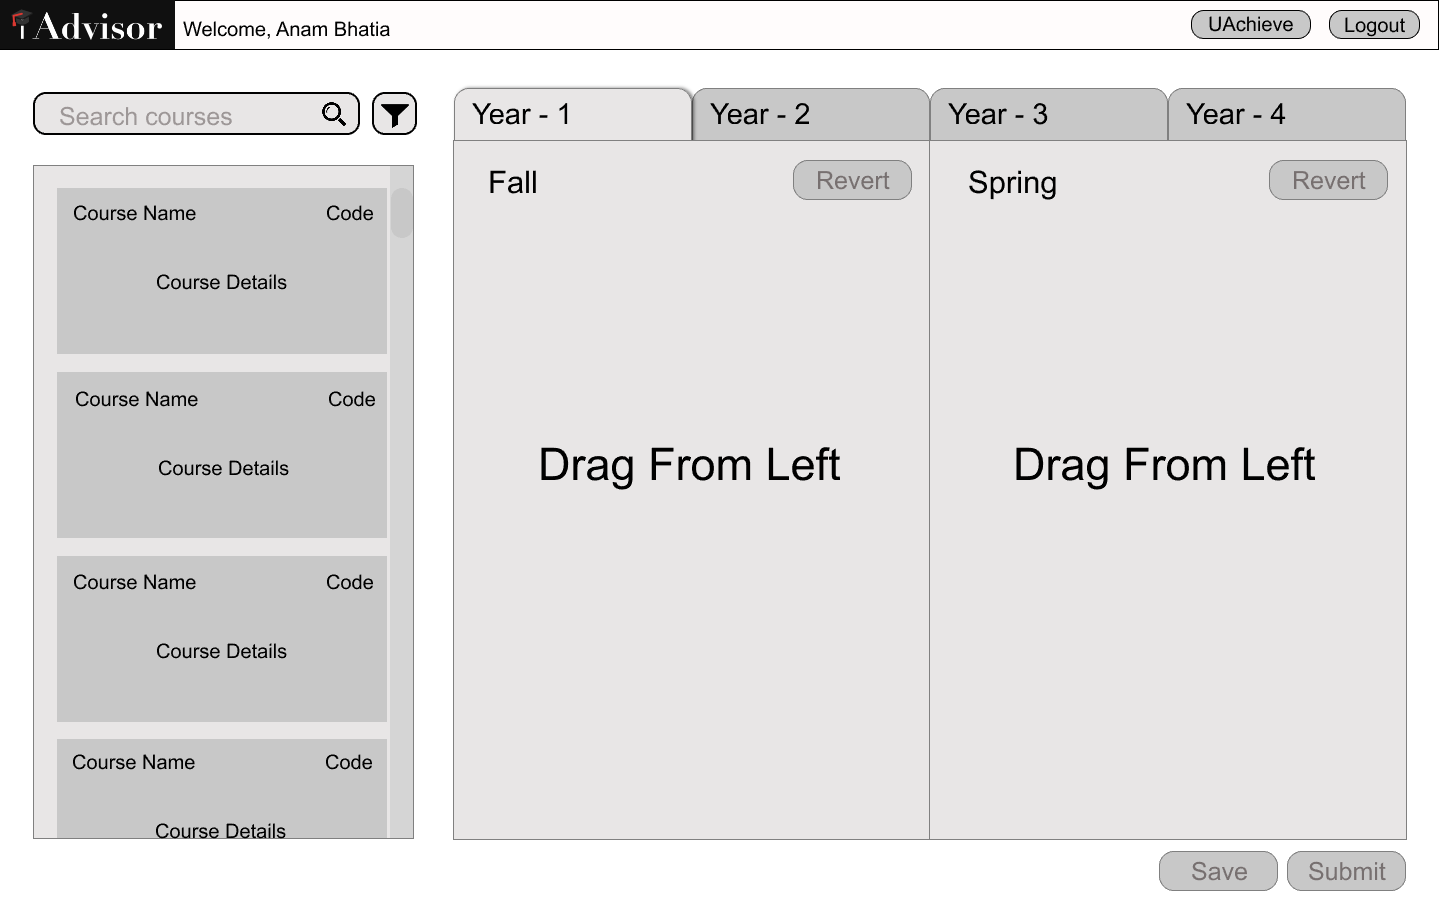 iAdvisor
Welcome, Anam Bhatia
UAchieve
Logout
Search courses
Year - 1
Year - 2
Year - 3
Year - 4
Course Name
Code
Course Details
Course Name
Code
Course Details
Course Name
Code
Course Details
Course Name
Code
Course Details
Fall
Revert
Drag From Left
Spring
Revert
Drag From Left
Save
Submit